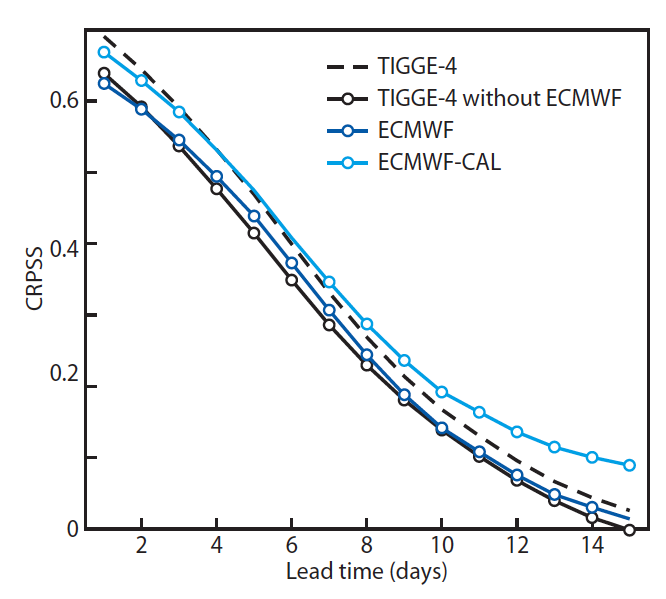 TIGGE-4
TIGGE-4 without ECMWF
ECMWF
ECMWF-CAL
CRPSS
0.6
0.4
0.2
0
2 4 6 8 10 12 14
Lead time (days)